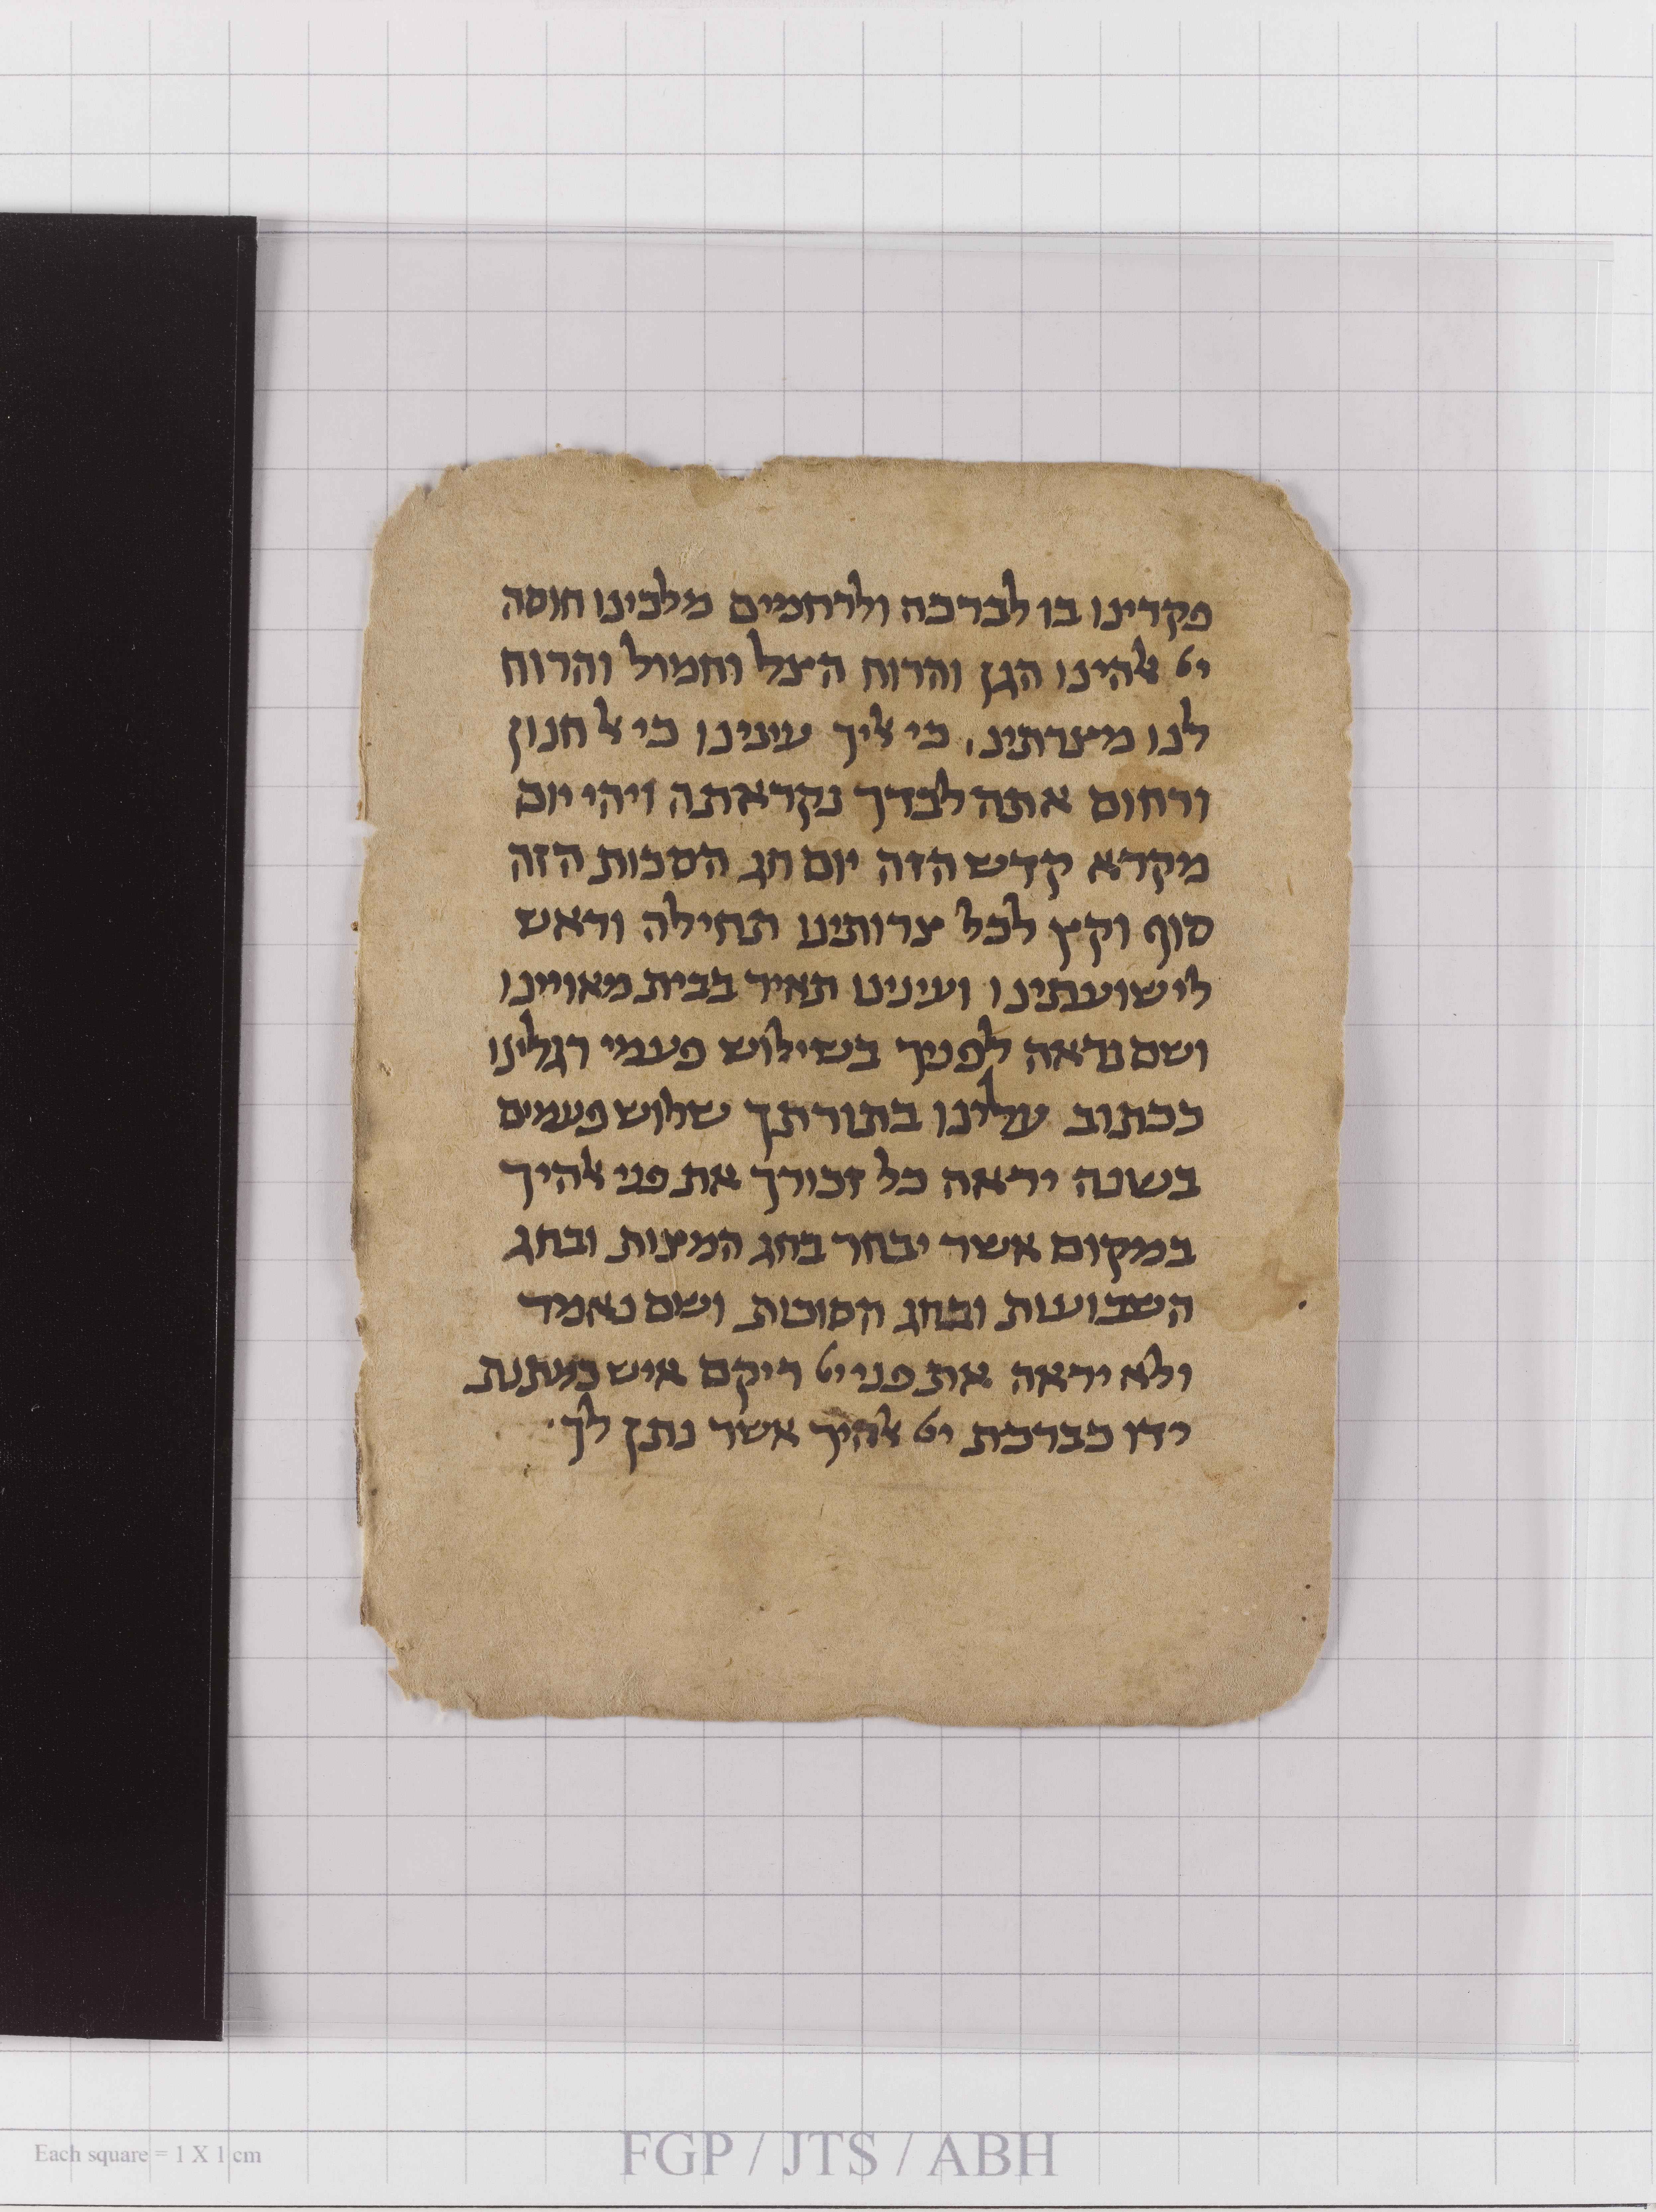 פקדינו בו לברכה ולרחמים מלכינו חוסה
יי ﭏהינו הגן והרוח הצל וחמול והרוח
לנו מיצרתינו כי ﭏיך עינינו כי ﭏ חנון
ורחום אתה לבדך נקראתה ויהי יום
מקרא קדש הזה יום חג הסכות הזה
סוף וקץ לכל צרותינו תחילה וראש
לישועתינו ועינינו תאיר בבית מאויינו
ושם נראה לפניך בשילוש פעמי רגלינו
ככתוב עלינו בתורתך שלוש פעמים
בשנה יראה כל זכורך את פני ﭏהיך
במקום אשר יבחר בחג המצות ובחג
השבועות ובחג הסוכות ושם נאמר
ולא יראה את פני יי ריקם איש כמתנת
ידו כברכת יי ﭏהיך אשר נתן לך
Each square = 1 X 1 cm
FGP / JTS / ABH